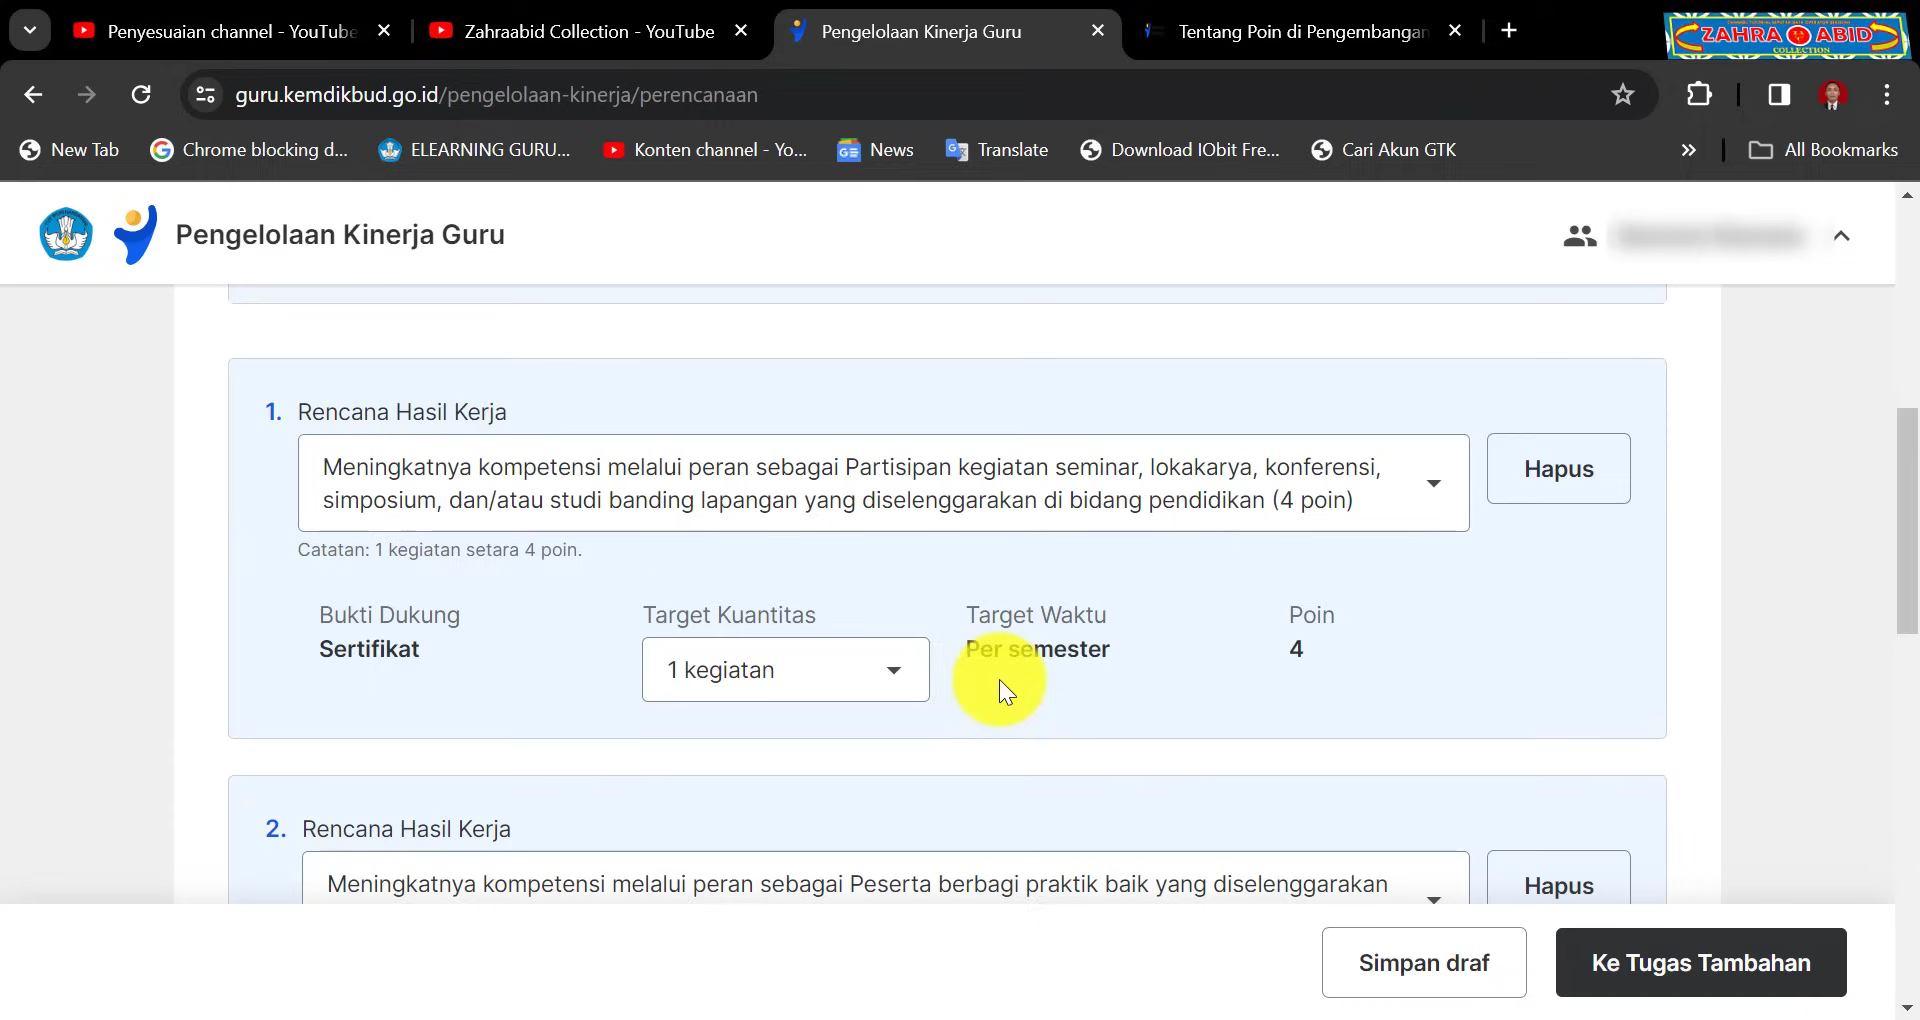 Penyesuaian channel - YouTube
Zahraabid Collection - YouTube
Pengelolaan Kinerja Guru
Tentang Poin di Pengembangan
ZAHRA ABID
COLLECTION
guru.kemdikbud.go.id/pengelolaan-kinerja/perencanaan
New Tab
Chrome blocking d...
ELEARNING GURU...
Konten channel - Yo...
News
Translate
Download IObit Fre...
Cari Akun GTK
All Bookmarks
Pengelolaan Kinerja Guru
1. Rencana Hasil Kerja
Meningkatnya kompetensi melalui peran sebagai Partisipan kegiatan seminar, lokakarya, konferensi,
simposium, dan/atau studi banding lapangan yang diselenggarakan di bidang pendidikan (4 poin)
Hapus
Catatan: 1 kegiatan setara 4 poin.
Bukti Dukung
Target Kuantitas
Target Waktu
Poin
Sertifikat
1 kegiatan
Per semester
4
2. Rencana Hasil Kerja
Meningkatnya kompetensi melalui peran sebagai Peserta berbagi praktik baik yang diselenggarakan
Hapus
Simpan draf
Ke Tugas Tambahan